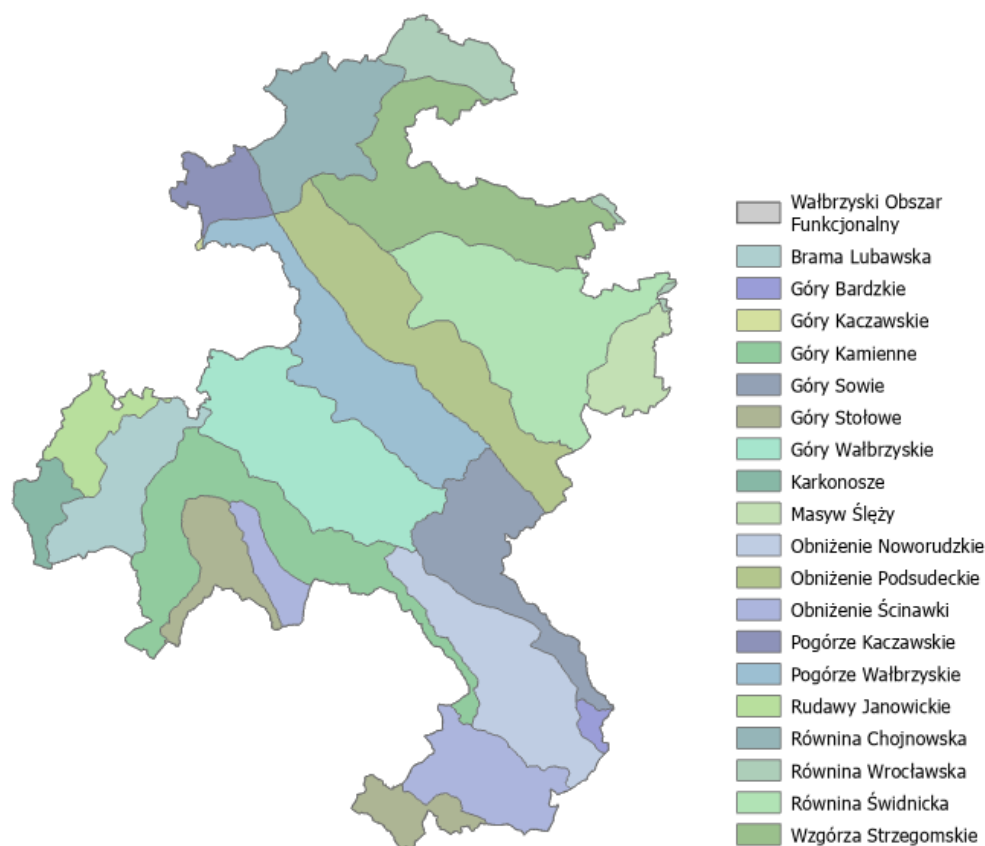 Wałbrzyski Obszar
Funkcjonalny
Brama Lubawska
Góry Bardzkie
Góry Kaczawskie
Góry Kamienne
Góry Sowie
Góry Stołowe
Góry Wałbrzyskie
Karkonosze
Masyw Ślęży
Obniżenie Noworudzkie
Obniżenie Podsudeckie
Obniżenie Ścinawki
Pogórze Kaczawskie
Pogórze Wałbrzyskie
Rudawy Janowickie
Równina Chojnowska
Równina Wrocławska
Równina Świdnicka
Wzgórza Strzegomskie